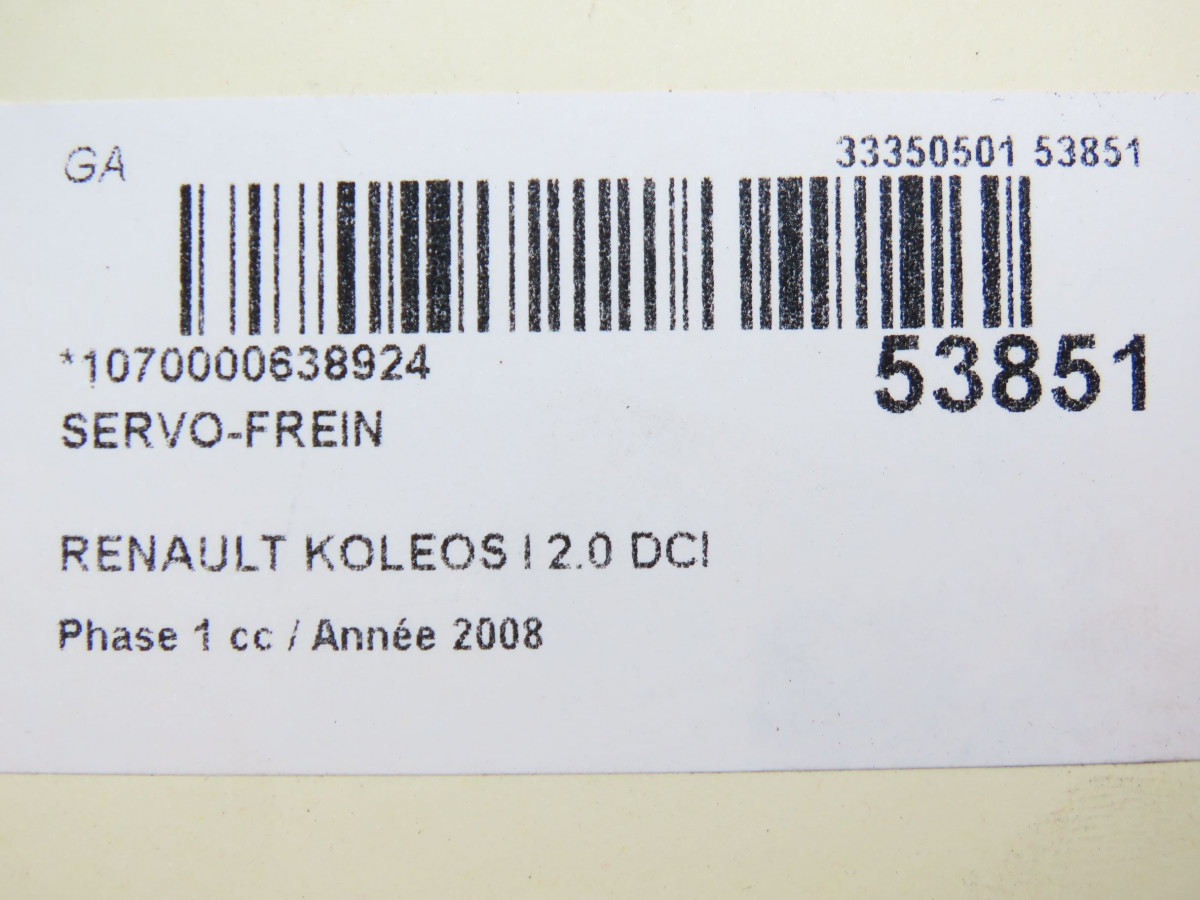 GA
33350501 53851
*1070000638924
53851
SERVO-FREIN
RENAULT KOLEOS I 2.0 DCI
Phase 1 cc / Année 2008